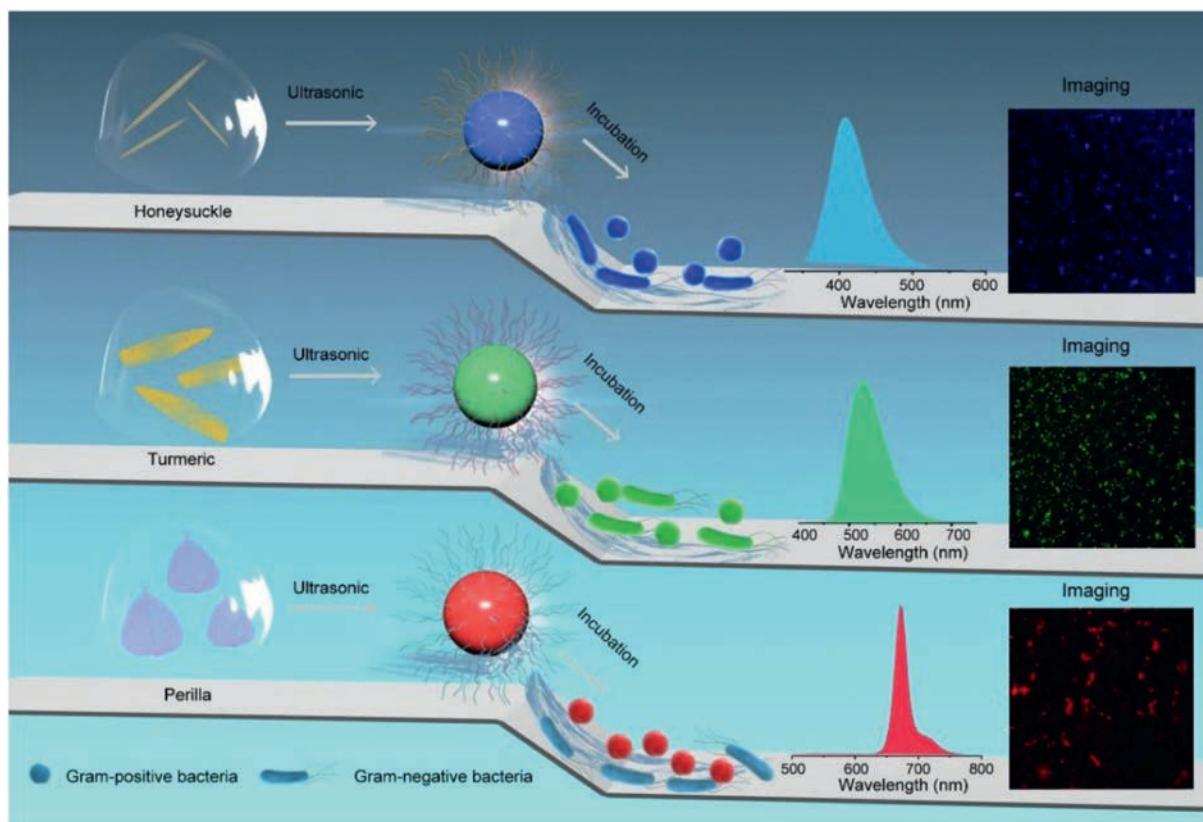 Imaging
Ultrasonic
Incubation
Honeysuckle
400 500 600
Wavelength (nm)
Imaging
Ultrasonic
Incubation
Turmeric
400 500 600 700
Wavelength (nm)
Imaging
Ultrasonic
Incubation
Perilla
500 600 700 800
Wavelength (nm)
Gram-positive bacteria Gram-negative bacteria